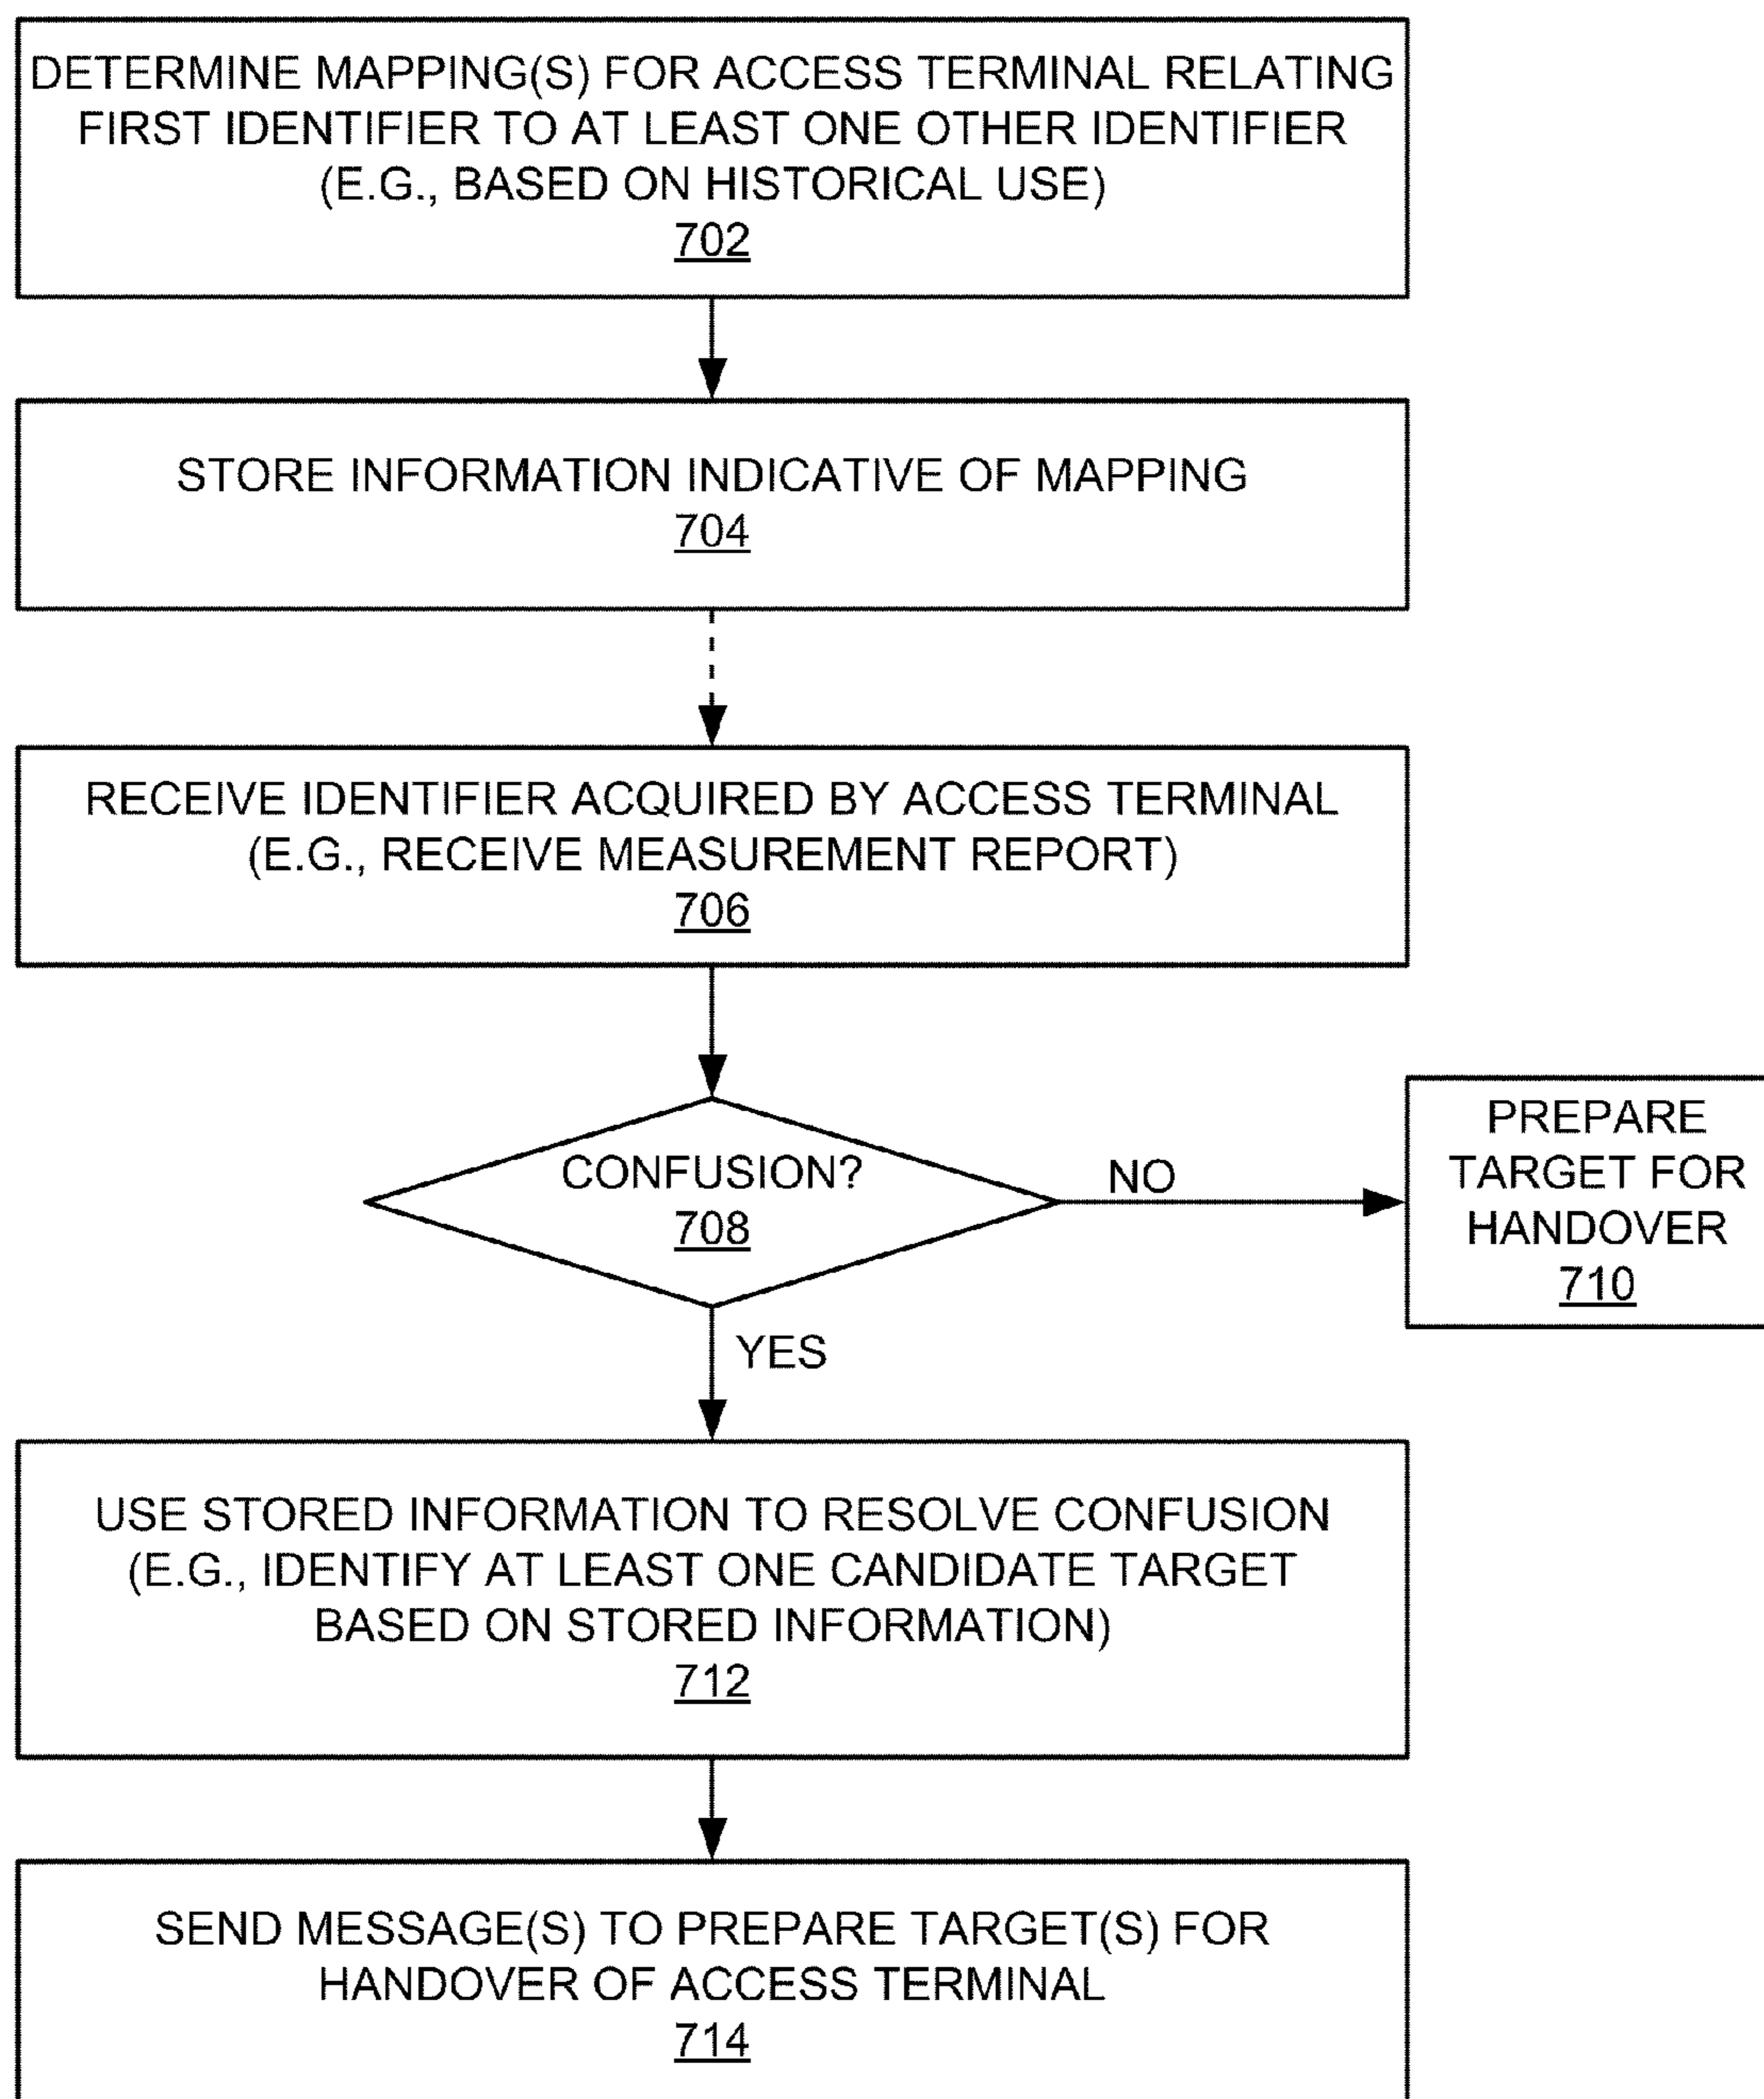 DETERMINE MAPPING(S) FOR ACCESS TERMINAL RELATING
FIRST IDENTIFIER TO AT LEAST ONE OTHER IDENTIFIER
(E.G., BASED ON HISTORICAL USE)
702
STORE INFORMATION INDICATIVE OF MAPPING
704
RECEIVE IDENTIFIER ACQUIRED BY ACCESS TERMINAL
(E.G., RECEIVE MEASUREMENT REPORT)
706
CONFUSION?
708
NO
PREPARE
TARGET FOR
HANDOVER
710
YES
USE STORED INFORMATION TO RESOLVE CONFUSION
(E.G., IDENTIFY AT LEAST ONE CANDIDATE TARGET
BASED ON STORED INFORMATION)
712
SEND MESSAGE(S) TO PREPARE TARGET(S) FOR
HANDOVER OF ACCESS TERMINAL
714